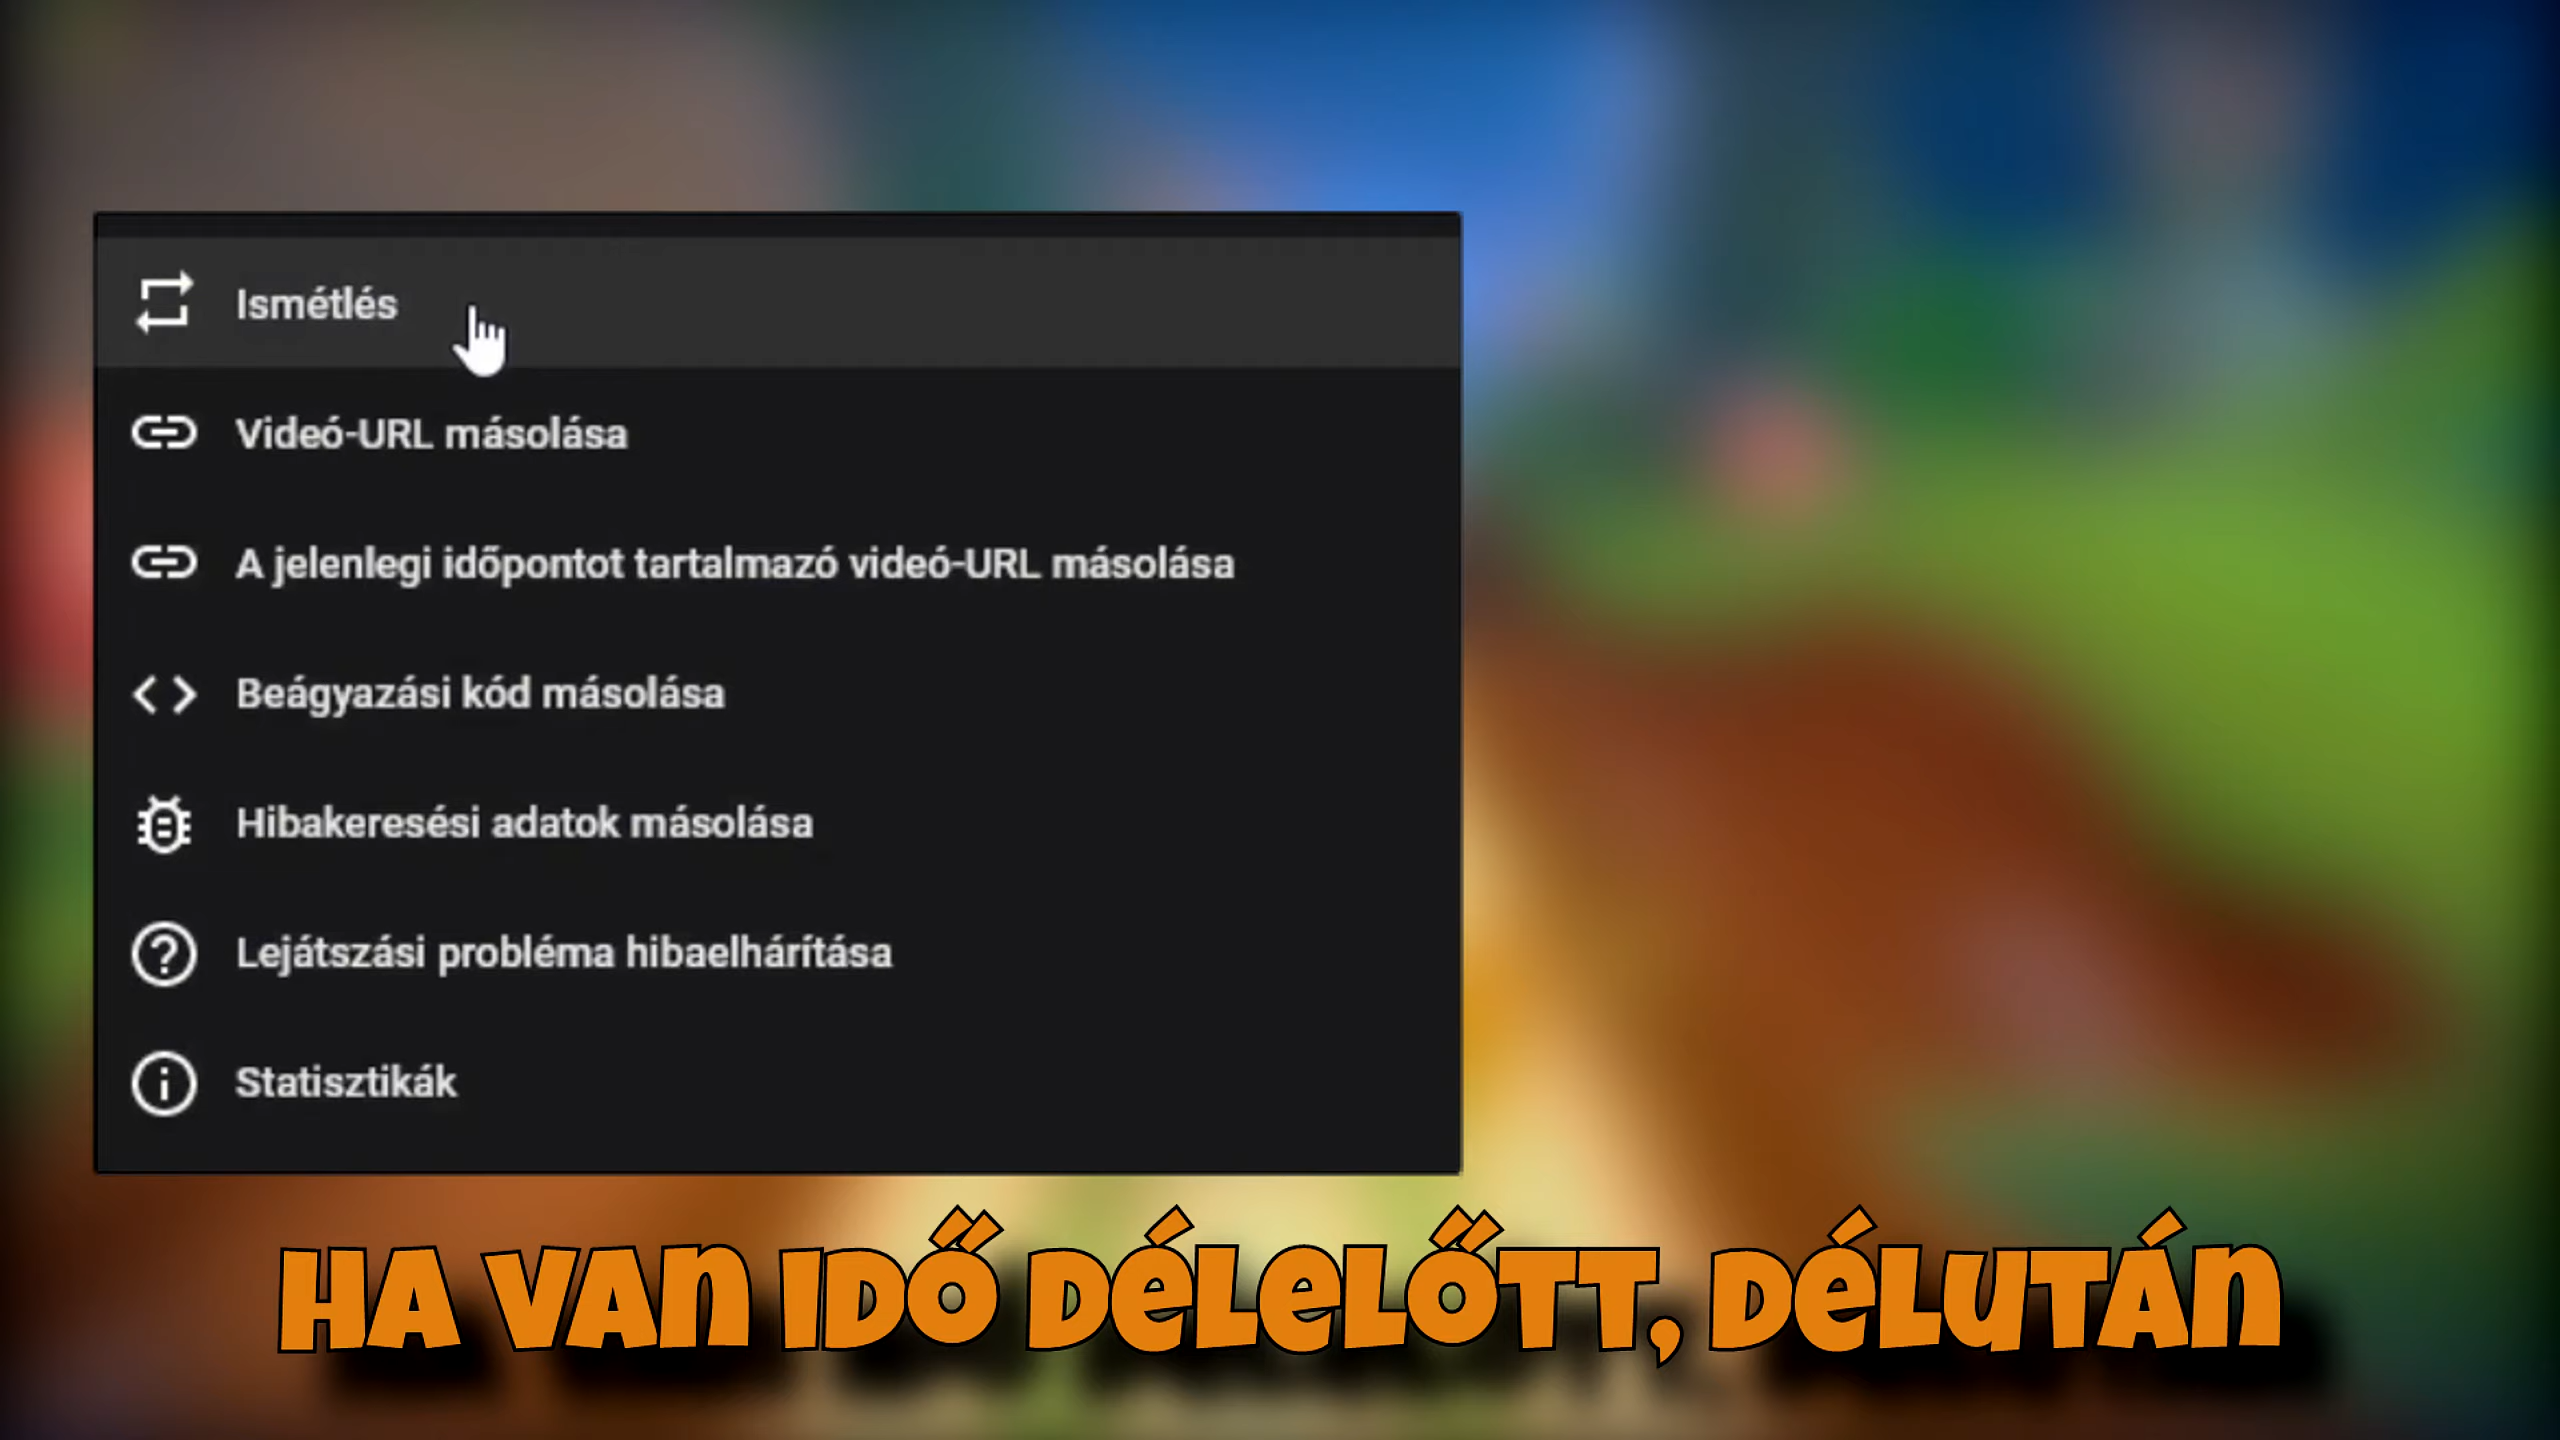 Ismétlés
Videó-URL másolása
A jelenlegi időpontot tartalmazó videó-URL másolása
Beágyazási kód másolása
Hibakeresési adatok másolása
Lejátszási probléma hibaelhárítása
Statisztikák
HA VAN IDŐ DÉLELŐTT, DÉLUTÁN